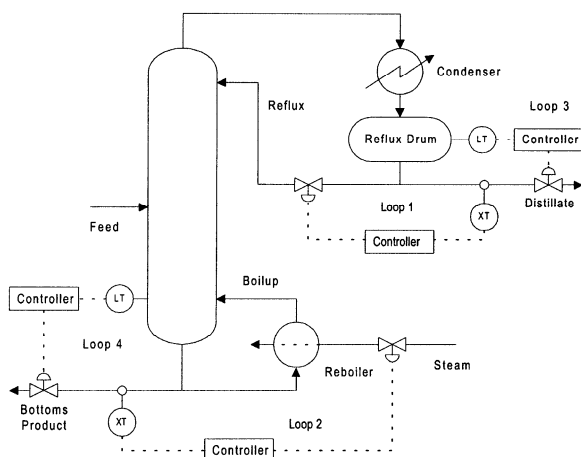 Condenser
Reflux
Loop 3
Reflux Drum
LT
Controller
Loop 1
XT
Distillate
Feed
Controller
Boilup
Controller
LT
Loop 4
Reboiler
Steam
Bottoms
Product
XT
Loop 2
Controller